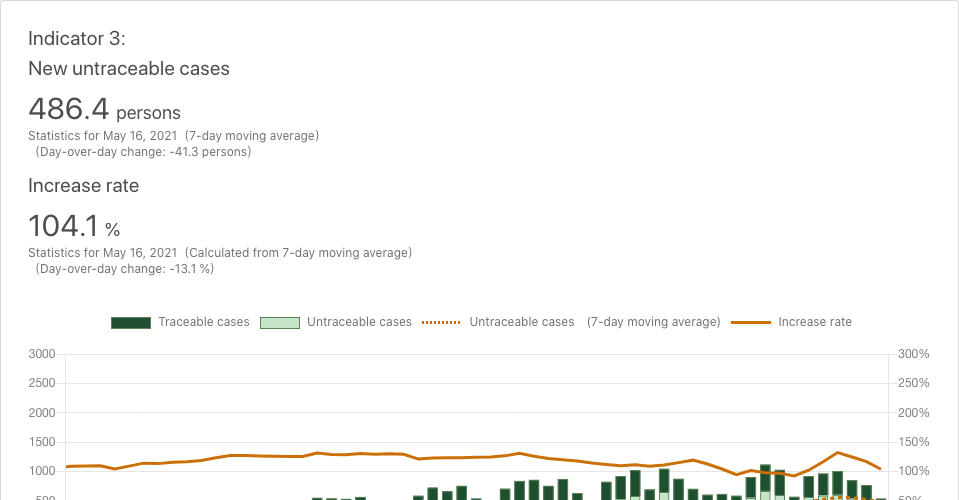 Indicator 3:
New untraceable cases
486.4 persons
Statistics for May 16, 2021 (7-day moving average)
(Day-over-day change: -41.3 persons)
Increase rate
104.1 %
Statistics for May 16, 2021 (Calculated from 7-day moving average)
(Day-over-day change: -13.1 %)
Traceable cases Untraceable cases Untraceable cases (7-day moving average) Increase rate
3000 300%
2500 250%
2000 200%
1500 150%
1000 100%
500 50%